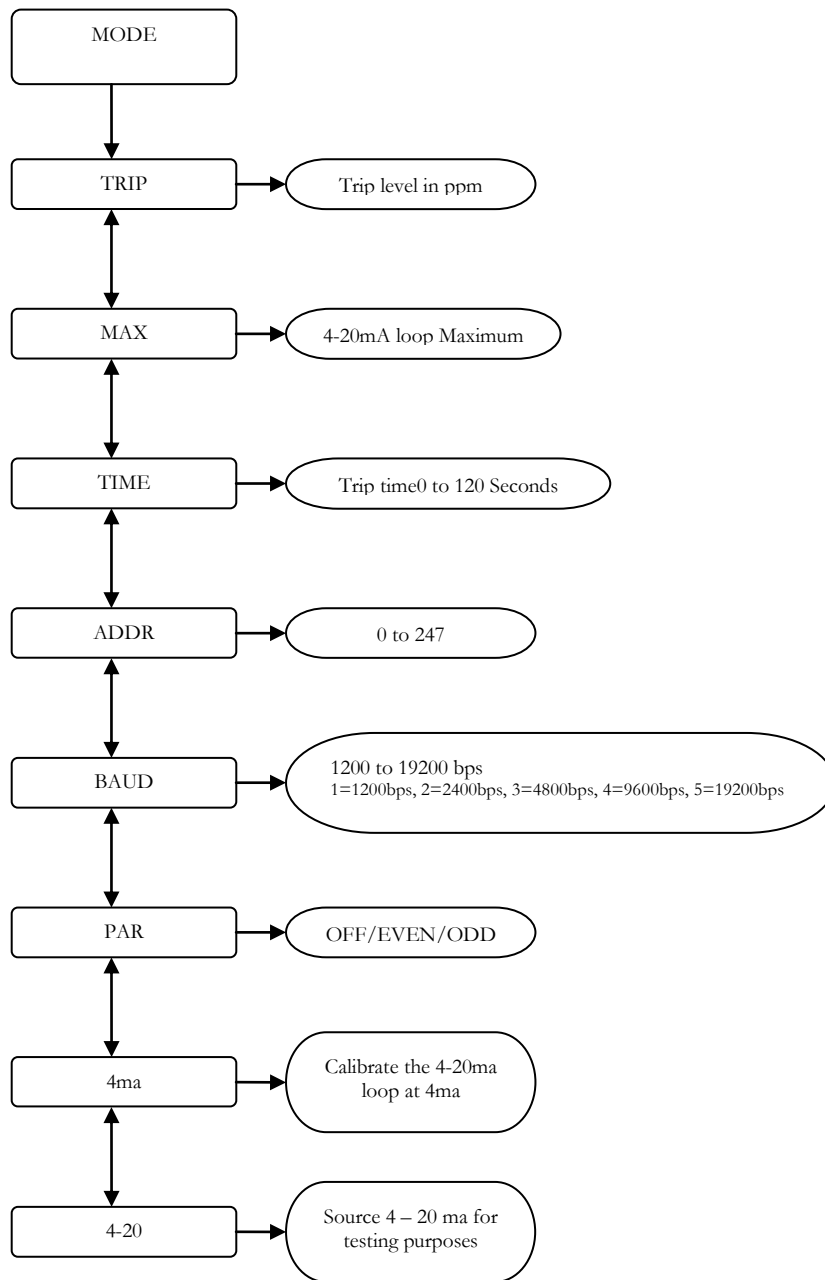 MODE
TRIP
Trip level in ppm
MAX
4-20mA loop Maximum
TIME
Trip time0 to 120 Seconds
ADDR
0 to 247
BAUD
1200 to 19200 bps
1=1200bps, 2=2400bps, 3=4800bps, 4=9600bps, 5=19200bps
PAR
OFF/EVEN/ODD
4ma
Calibrate the 4-20ma
loop at 4ma
4-20
Source 4 – 20 ma for
testing purposes